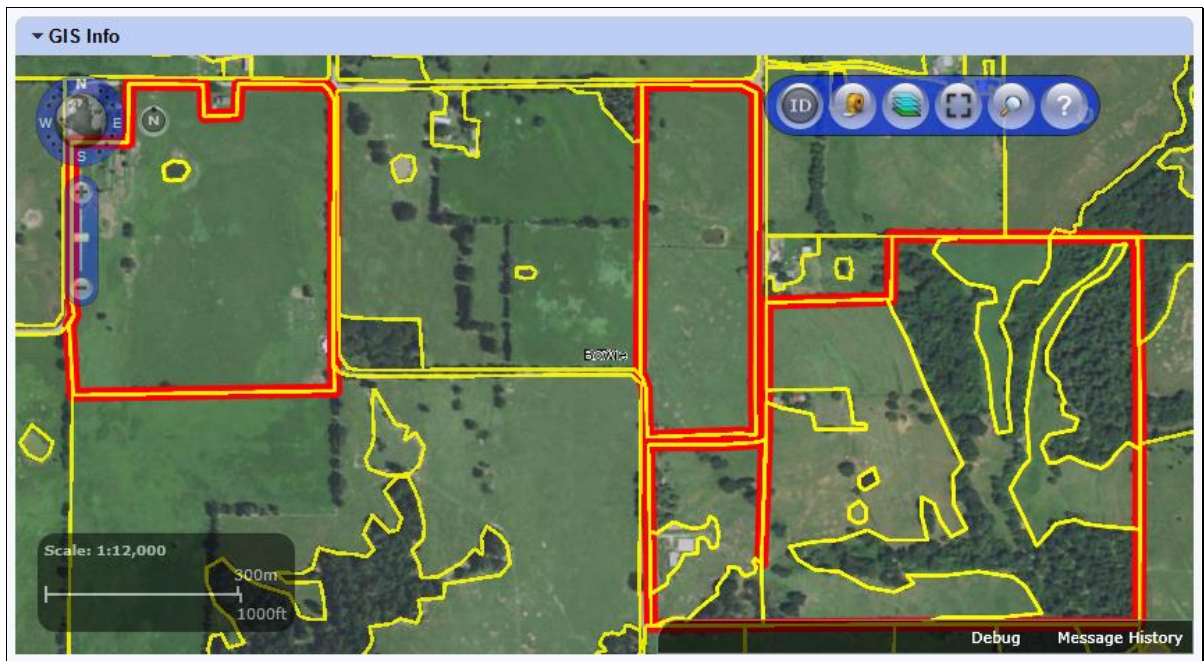 GIS Info
N
W
E
S
N
ID
?
Scale: 1:12,000
300m
1000ft
Debug
Message History